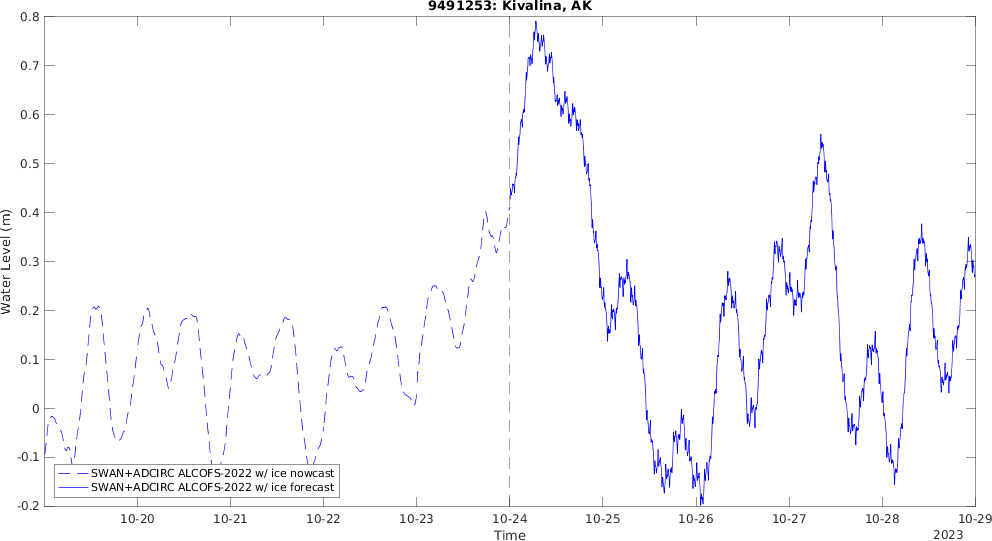 9491253: Kivalina, AK
Water Level (m)
0.8
0.7
0.6
0.5
0.4
0.3
0.2
0.1
0
-0.1
-0.2
SWAN+ADCIRC ALCOFS-2022 w/ ice nowcast
SWAN+ADCIRC ALCOFS-2022 w/ ice forecast
10-20 10-21 10-22 10-23 10-24 10-25 10-26 10-27 10-28 10-29
Time 2023